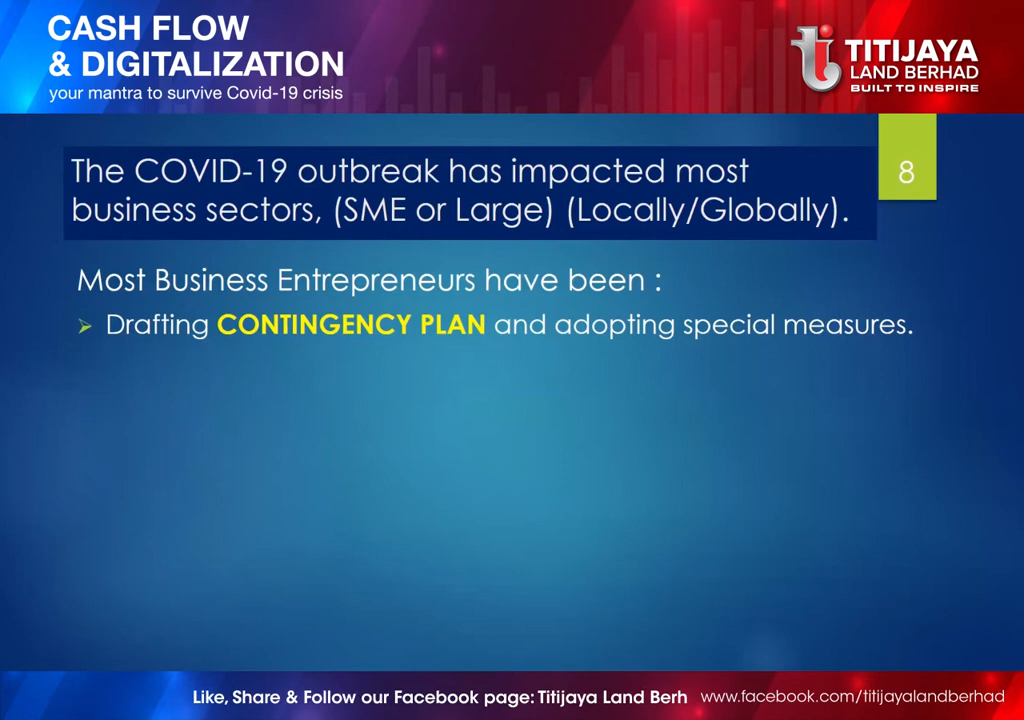 CASH FLOW
& DIGITALIZATION
your mantra to survive Covid-19 crisis
TITIJAYA
LAND BERHAD
BUILT TO INSPIRE
The COVID-19 outbreak has impacted most
business sectors, (SME or Large) (Locally/Globally).
8
Most Business Entrepreneurs have been :
Drafting CONTINGENCY PLAN and adopting special measures.
Like, Share & Follow our Facebook page: Titijaya Land Berh www.facebook.com/titijayalandberhad